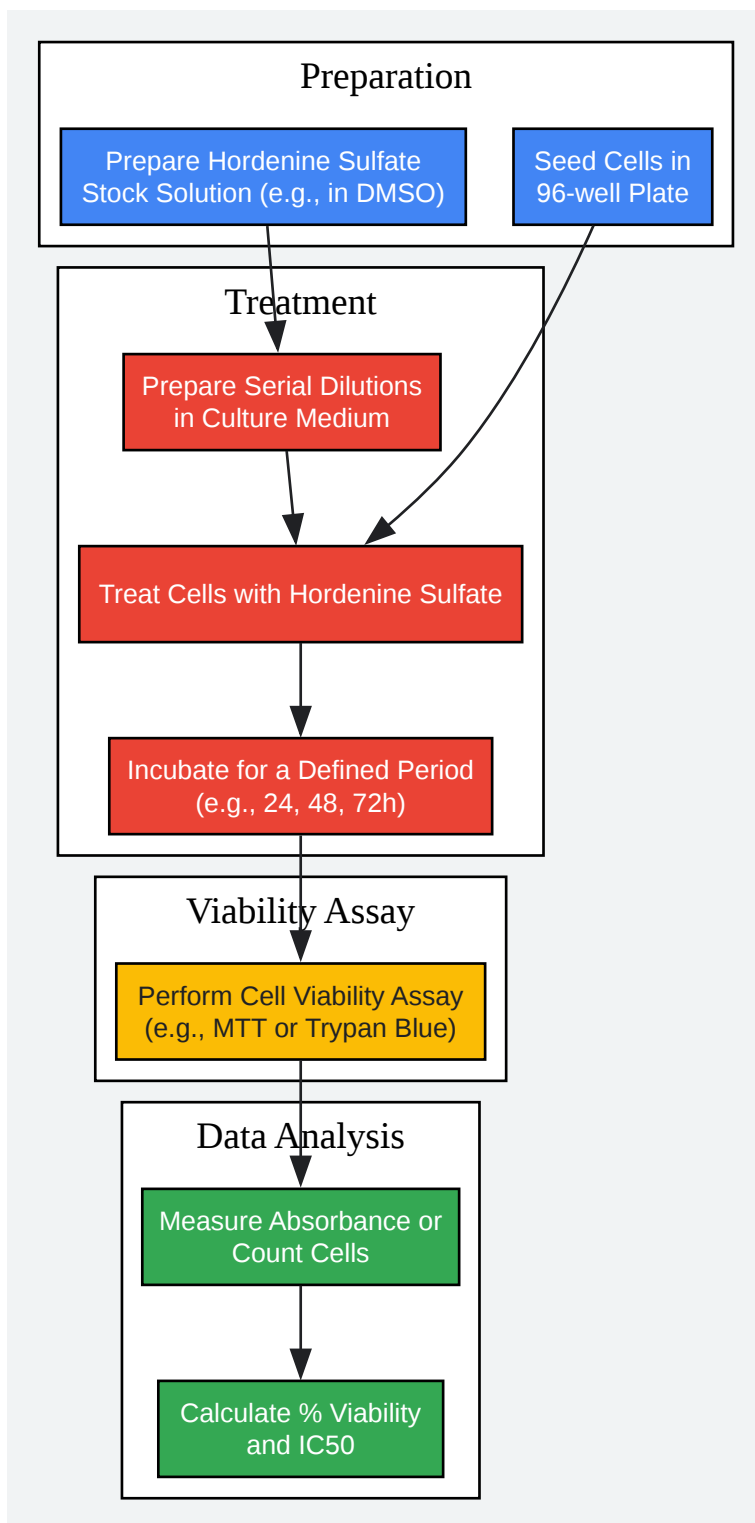 Preparation
Prepare Hordenine Sulfate
Stock Solution (e.g., in DMSO)
Seed Cells in
96-well Plate
Treatment
Prepare Serial Dilutions
in Culture Medium
Treat Cells with Hordenine Sulfate
Incubate for a Defined Period
(e.g., 24, 48, 72h)
Viability Assay
Perform Cell Viability Assay
(e.g., MTT or Trypan Blue)
Data Analysis
Measure Absorbance or
Count Cells
Calculate % Viability
and IC50